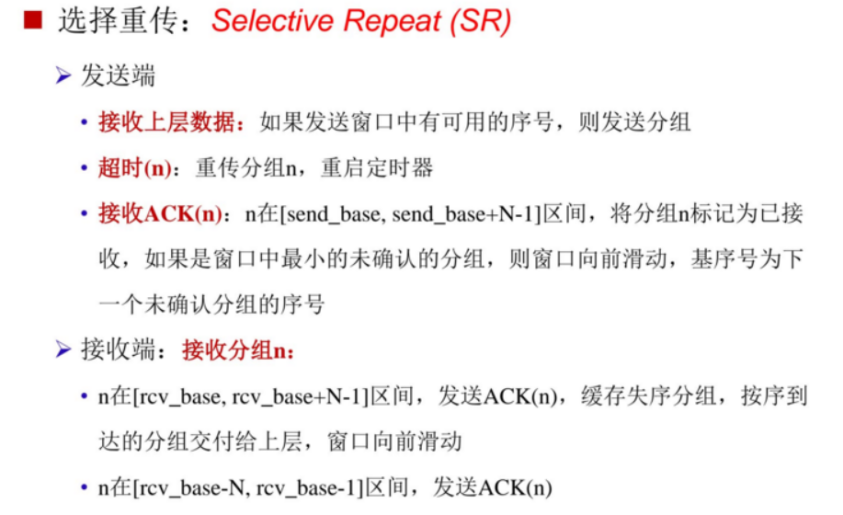 ■ 选择重传：Selective Repeat (SR)
➢ 发送端
• 接收上层数据：如果发送窗口中有可用的序号，则发送分组
• 超时(n)：重传分组n，重启定时器
• 接收ACK(n)：n在[send_base, send_base+N-1]区间，将分组n标记为已接
收，如果是窗口中最小的未确认的分组，则窗口向前滑动，基序号为下
一个未确认分组的序号
➢ 接收端：接收分组n：
• n在[rcv_base, rcv_base+N-1]区间，发送ACK(n)，缓存失序分组，按序到
达的分组交付给上层，窗口向前滑动
• n在[rcv_base-N, rcv_base-1]区间，发送ACK(n)